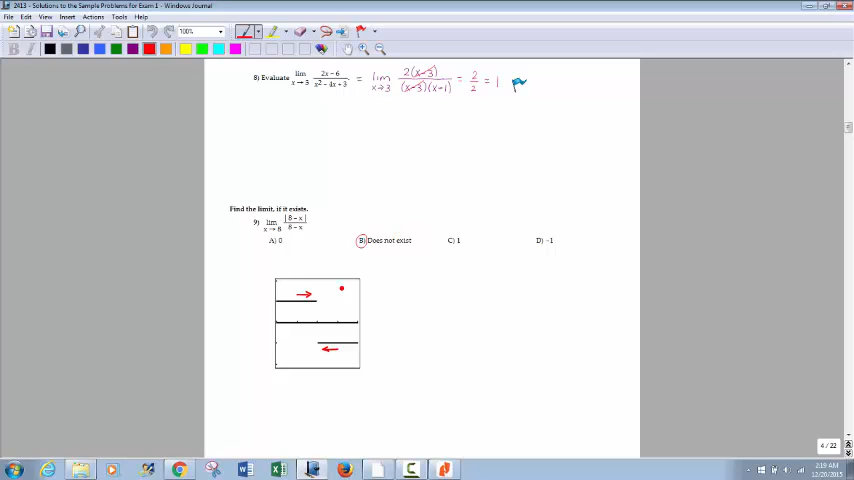 2413 - Solutions to the Sample Problems for Exam 1 - Windows Journal
File Edit View Insert Actions Tools Help
100%
B
8) Evaluate lim x → 3 2x - 6 / x² - 4x + 3 = lim x→3 2(x-3) / (x-3)(x-1) = 2/2 = 1
Find the limit, if it exists.
9) lim x → 8 |8 - x| / 8 - x
A) 0 B) Does not exist C) 1 D) -1
4 / 22
2:19 AM
12/20/2015